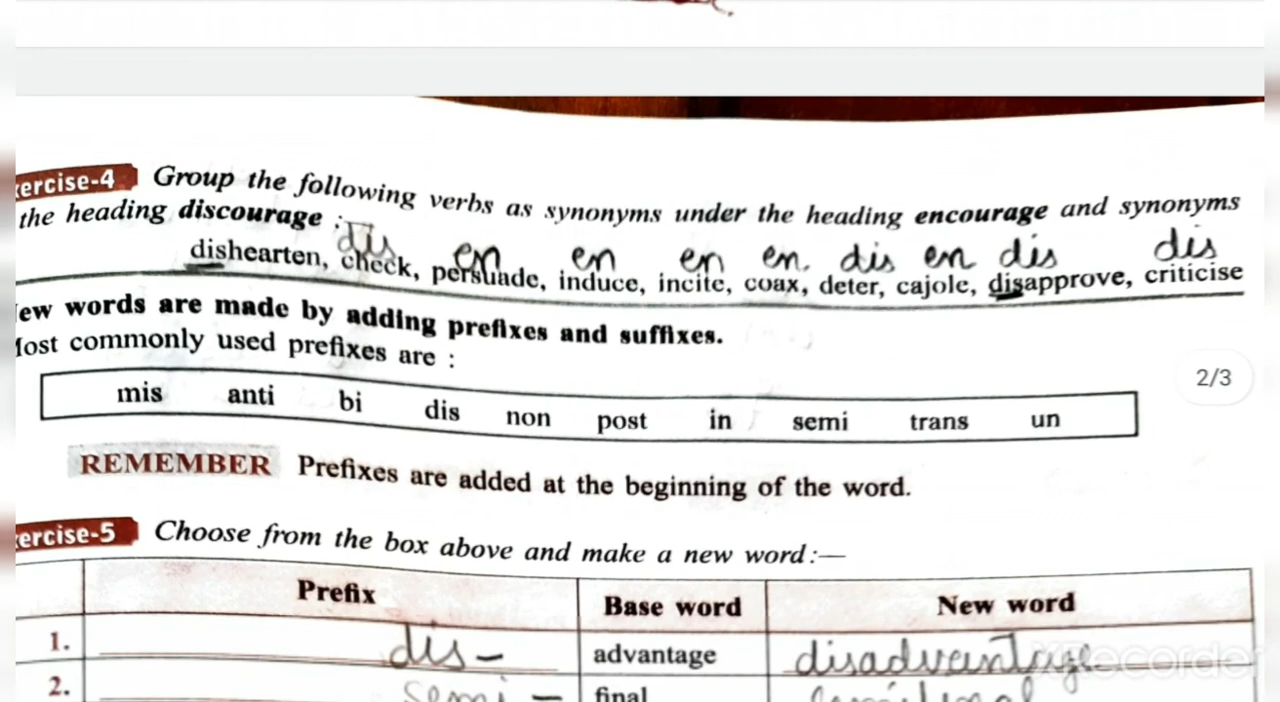 ercise-4 Group the following verbs as synonyms under the heading encourage and synonyms
the heading discourage :
dis en en en en. dis en dis dis
dishearten, check, persuade, induce, incite, coax, deter, cajole, disapprove, criticise
ew words are made by adding prefixes and suffixes.
ost commonly used prefixes are :
2/3
mis anti bi dis non post in semi trans un
REMEMBER Prefixes are added at the beginning of the word.
ercise-5 Choose from the box above and make a new word:—
Prefix Base word New word
1. dis- advantage disadvantage
XRecorder
2. semi - final